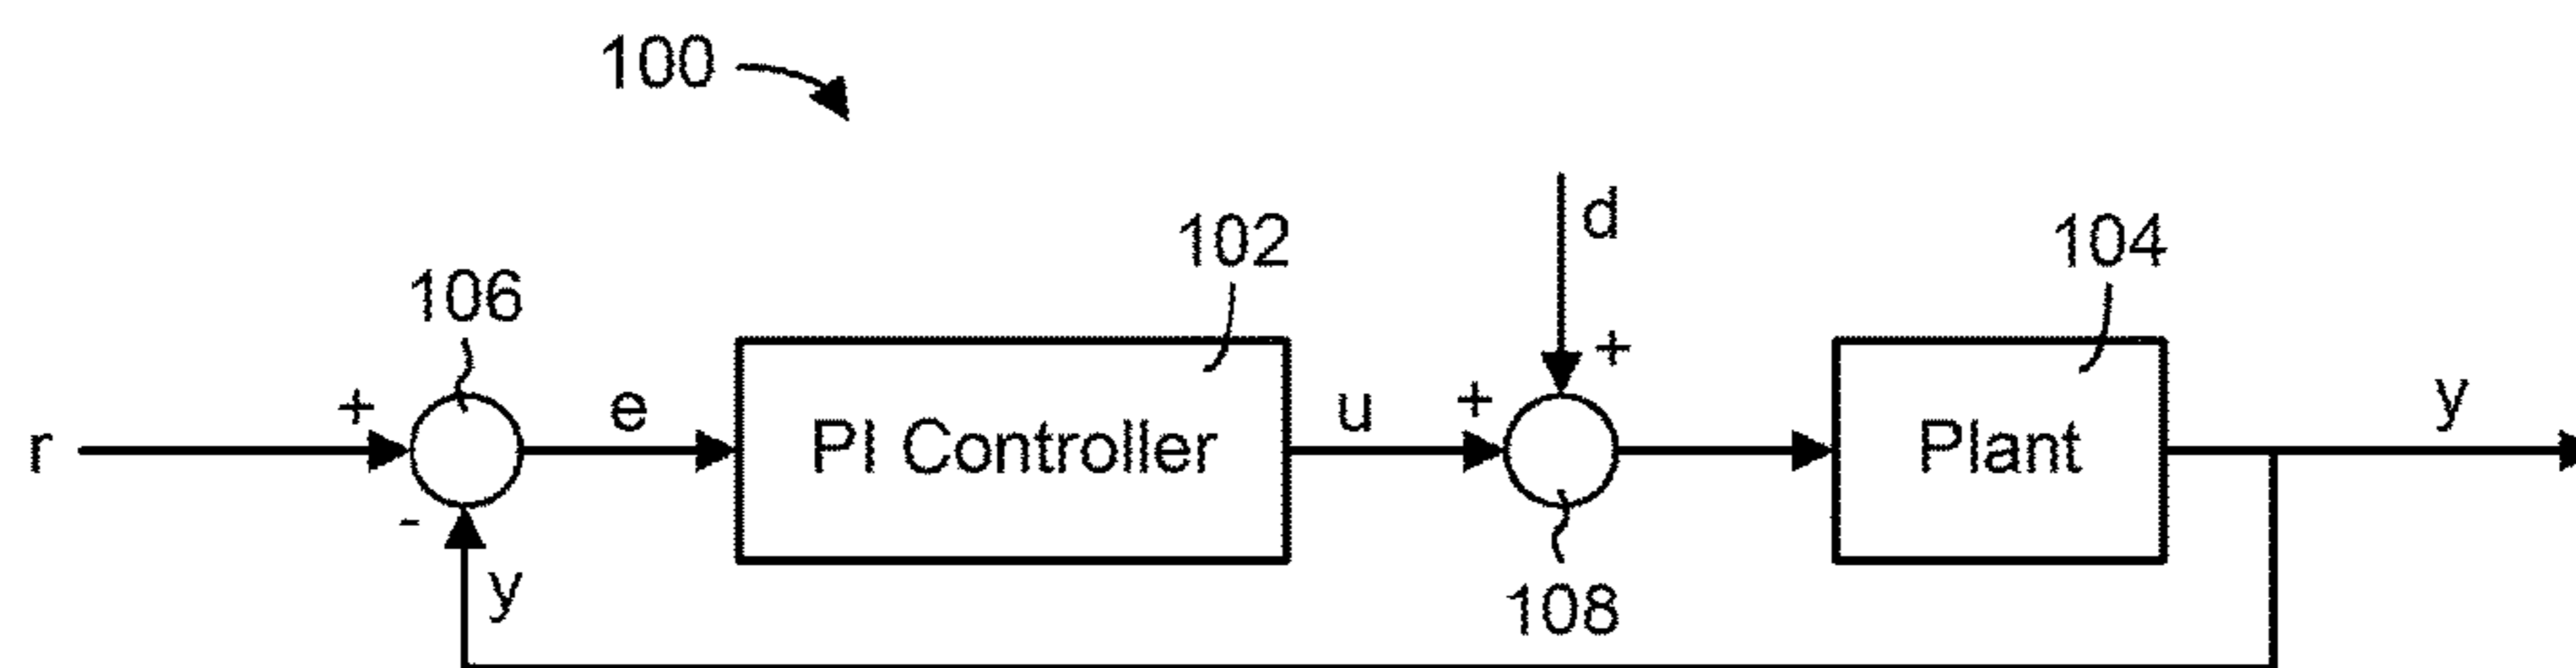 100
d
102
104
106
+
+ e u + y
r PI Controller Plant
- y
108